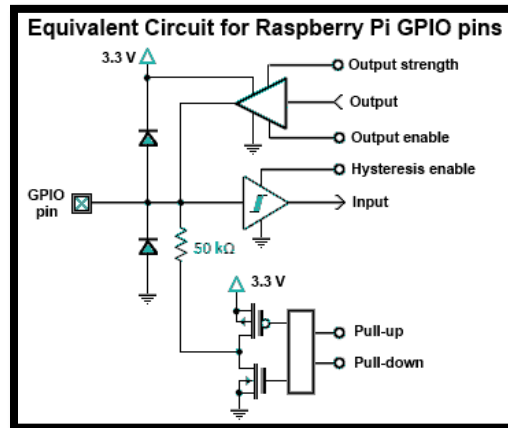 Equivalent Circuit for Raspberry Pi GPIO pins
3.3 V
Output strength
Output
Output enable
Hysteresis enable
GPIO
pin
Input
50 kΩ
3.3 V
Pull-up
Pull-down